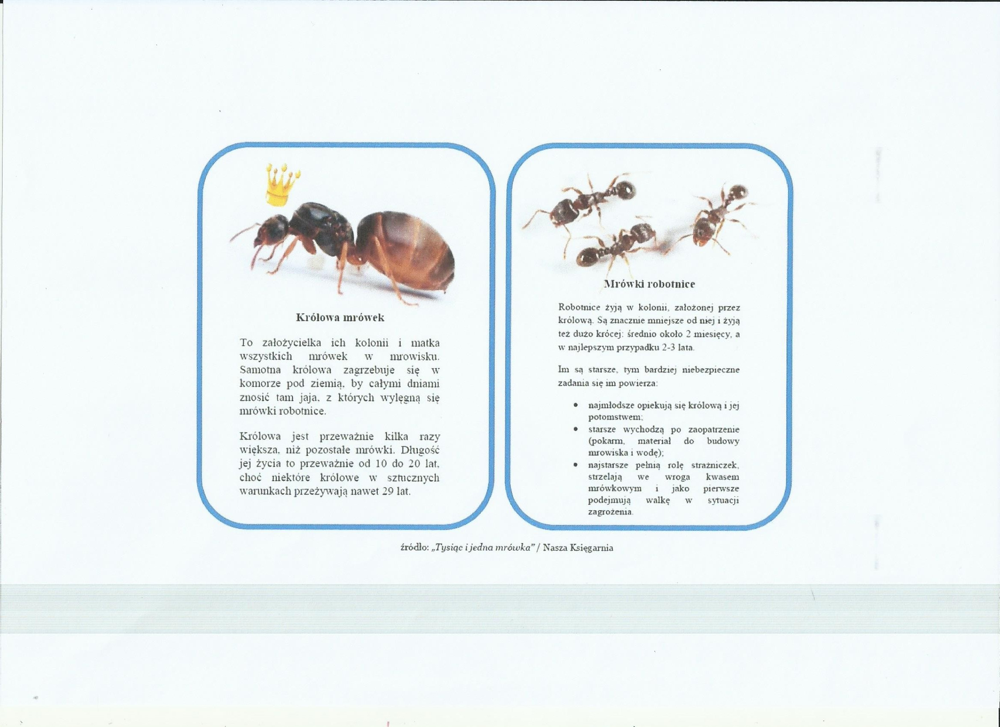 Królowa mrówek
To założycielka ich kolonii i matka
wszystkich mrówek w mrowisku.
Samotna królowa zagrzebuje się w
komorze pod ziemią, by całymi dniami
znosić tam jaja, z których wylęgną się
mrówki robotnice.
Królowa jest przeważnie kilka razy
większa, niż pozostałe mrówki. Długość
jej życia to przeważnie od 10 do 20 lat,
choć niektóre królowe w sztucznych
warunkach przeżywają nawet 29 lat.
Mrówki robotnice
Robotnice żyją w kolonii, założonej przez
królową. Są znacznie mniejsze od niej i żyją
też dużo krócej: średnio około 2 miesięcy, a
w najlepszym przypadku 2-3 lata.
Im są starsze, tym bardziej niebezpieczne
zadania się im powierza:
• najmłodsze opiekują się królową i jej
potomstwem;
• starsze wychodzą po zaopatrzenie
(pokarm, materiał do budowy
mrowiska i wodę);
• najstarsze pełnią rolę strażniczek,
strzelają we wroga kwasem
mrówkowym i jako pierwsze
podejmują walkę w sytuacji
zagrożenia.
źródło: „Tysiąc i jedna mrówka” / Nasza Księgarnia